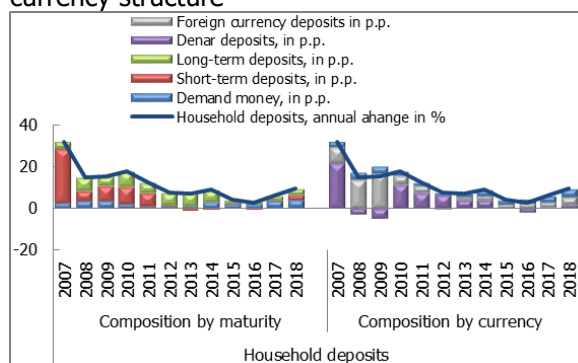 currency structure
Foreign currency deposits in p.p.
Denar deposits, in p.p.
Long-term deposits, in p.p.
Short-term deposits, in p.p.
Demand money, in p.p.
Household deposits, annual ahange in %
40
20
0
-20
2007 2008 2009 2010 2011 2012 2013 2014 2015 2016 2017 2018 2007 2008 2009 2010 2011 2012 2013 2014 2015 2016 2017 2018
Composition by maturity Composition by currency
Household deposits